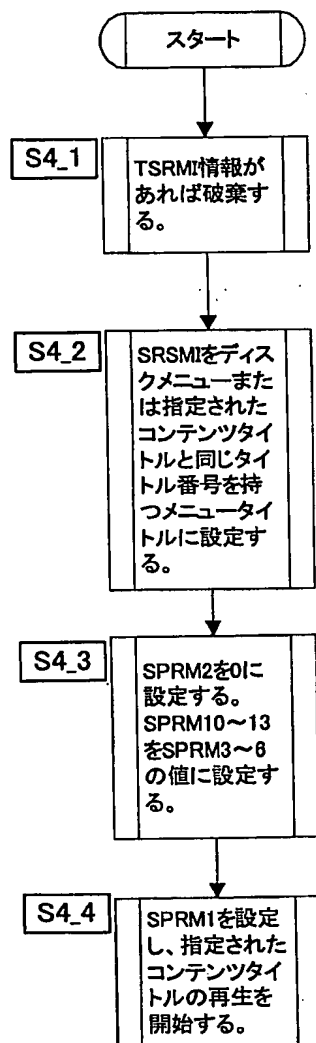 スタート
S4_1
TSRMI情報が
あれば破棄す
る。
S4_2
SRSMIをディス
クメニューまた
は指定された
コンテンツタイ
トルと同じタイ
トル番号を持
つメニュータイ
トルに設定す
る。
S4_3
SPRM2を0に
設定する。
SPRM10～13
をSPRM3～6
の値に設定す
る。
S4_4
SPRM1を設定
し、指定された
コンテンツタイ
トルの再生を
開始する。